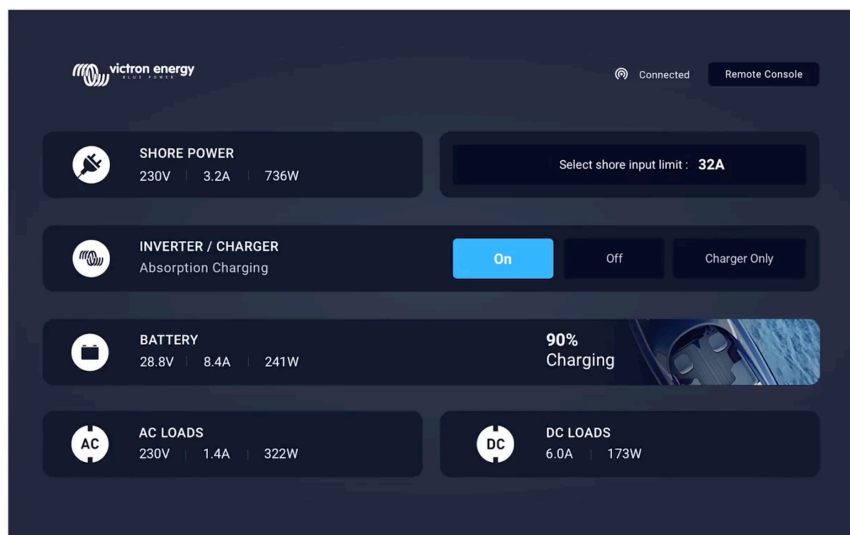 victron energy
BLUE POWER
Connected
Remote Console
SHORE POWER
230V 3.2A 736W
Select shore input limit : 32A
INVERTER / CHARGER
Absorption Charging
On
Off
Charger Only
BATTERY
28.8V 8.4A 241W
90%
Charging
AC
AC LOADS
230V 1.4A 322W
DC
DC LOADS
6.0A 173W